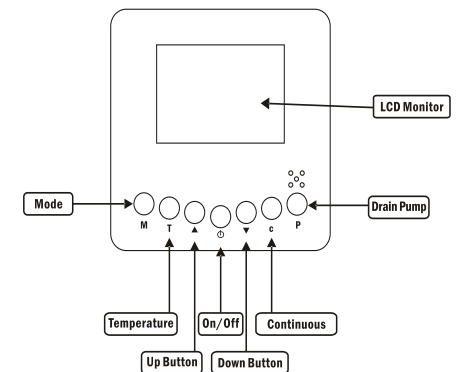 LCD Monitor
Mode
Drain Pump
M T ▲ ⏻ ▼ c P
Temperature
On/Off
Continuous
Up Button
Down Button